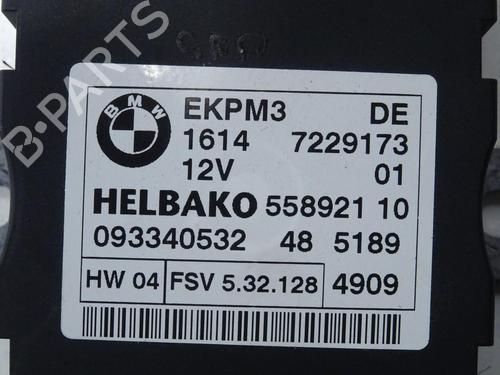 B-PARTS
BMW
EKPM3 DE
1614 7229173
12V 01
HELBAKO 558921 10
093340532 48 5189
HW 04 FSV 5.32.128 4909